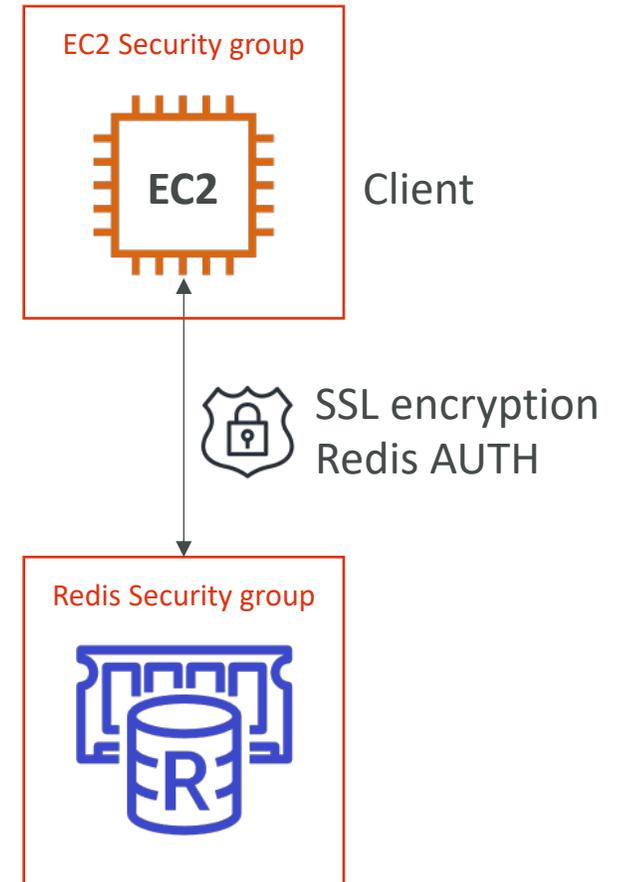 EC2 Security group
EC2
Client
SSL encryption
Redis AUTH
Redis Security group
R